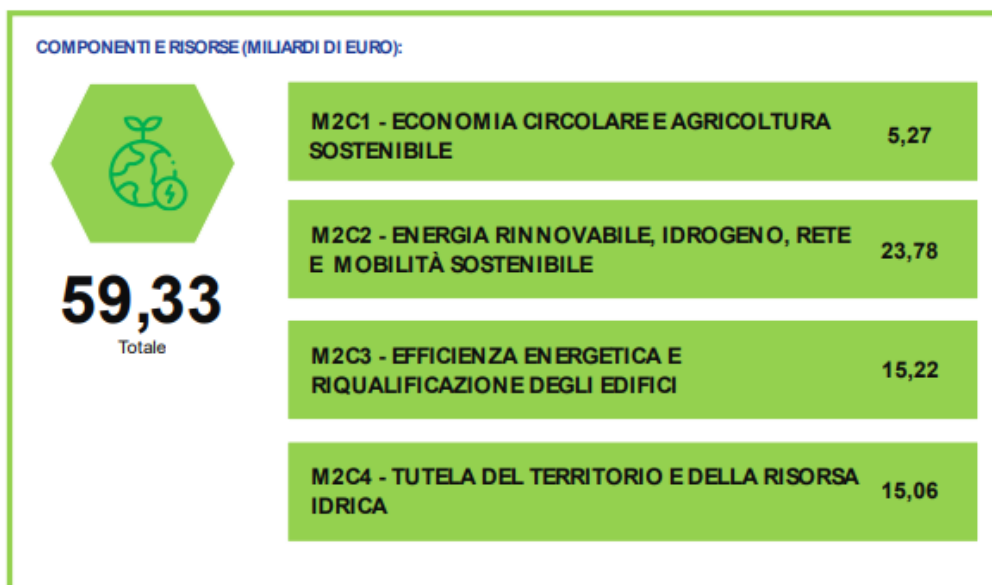 COMPONENTI E RISORSE (MILIARDI DI EURO):
59,33
Totale
M2C1 - ECONOMIA CIRCOLARE E AGRICOLTURA
SOSTENIBILE
5,27
M2C2 - ENERGIA RINNOVABILE, IDROGENO, RETE
E MOBILITÀ SOSTENIBILE
23,78
M2C3 - EFFICIENZA ENERGETICA E
RIQUALIFICAZIONE DEGLI EDIFICI
15,22
M2C4 - TUTELA DEL TERRITORIO E DELLA RISORSA
IDRICA
15,06